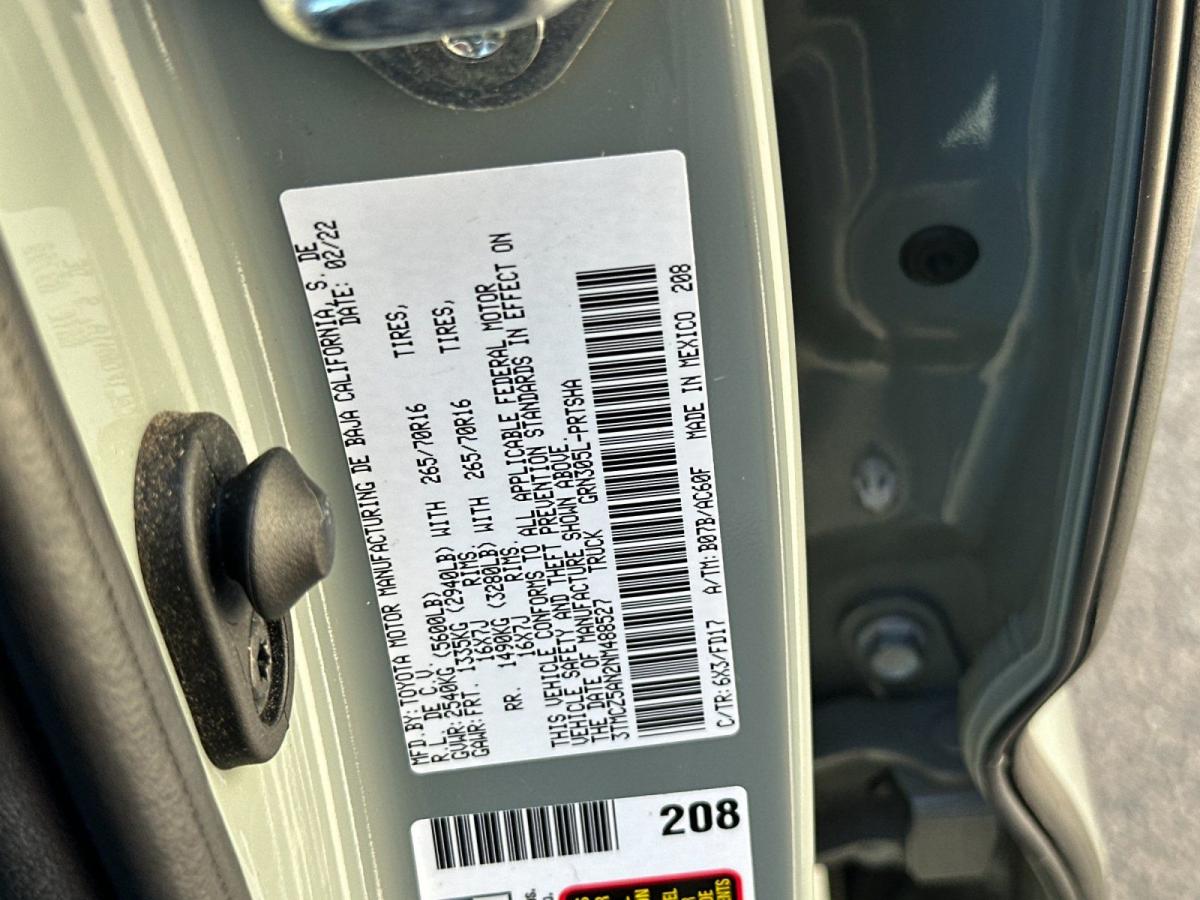 MFD.BY:TOYOTA MOTOR MANUFACTURING DE BAJA CALIFORNIA, S. DE
R.L. DE C.V. DATE: 02/22
GVWR:2540KG (5600LB)
GAWR:FRT. 1335KG (2940LB) WITH 265/70R16 TIRES,
16X7J RIMS.
RR. 1490KG (3280LB) WITH 265/70R16 TIRES,
16X7J RIMS.
THIS VEHICLE CONFORMS TO ALL APPLICABLE FEDERAL MOTOR
VEHICLE SAFETY AND THEFT PREVENTION STANDARDS IN EFFECT ON
THE DATE OF MANUFACTURE SHOWN ABOVE.
3TMCZ5AN2NM488527 TRUCK GRN305L-PRTSHA
C/TR:6X3/FD17 A/TM:B07B/AC60F MADE IN MEXICO 208
208